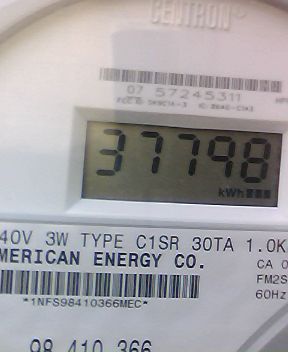 CENTRON
07 57245311
37798
kWh
40V 3W TYPE C1SR 30TA 1.0K
MERICAN ENERGY CO.
CA 0
FM2S
*1NFS98410366MEC*
60Hz
98 410 366